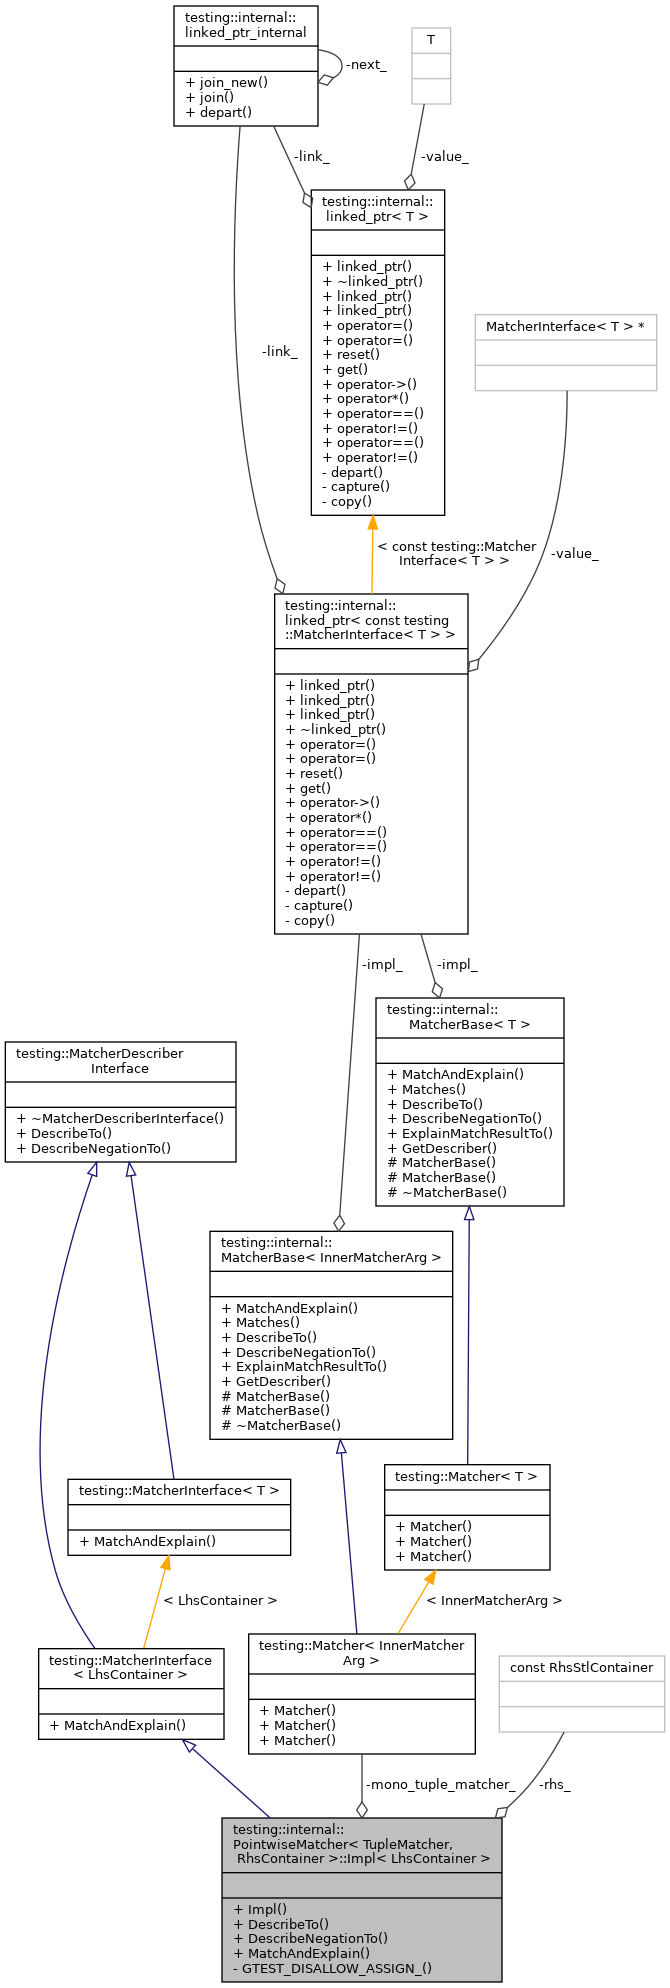 testing::internal::
linked_ptr_internal
+ join_new()
+ join()
+ depart()
-next_
T
-link_
-value_
testing::internal::
linked_ptr< T >
+ linked_ptr()
+ ~linked_ptr()
+ linked_ptr()
+ linked_ptr()
+ operator=()
+ operator=()
+ reset()
+ get()
+ operator->()
+ operator*()
+ operator==()
+ operator!=()
+ operator==()
+ operator!=()
- depart()
- capture()
- copy()
-link_
MatcherInterface< T > *
< const testing::Matcher
Interface< T > >
-value_
testing::internal::
linked_ptr< const testing
::MatcherInterface< T > >
+ linked_ptr()
+ linked_ptr()
+ linked_ptr()
+ ~linked_ptr()
+ operator=()
+ operator=()
+ reset()
+ get()
+ operator->()
+ operator*()
+ operator==()
+ operator==()
+ operator!=()
+ operator!=()
- depart()
- capture()
- copy()
-impl_
-impl_
testing::internal::
MatcherBase< T >
+ MatchAndExplain()
+ Matches()
+ DescribeTo()
+ DescribeNegationTo()
+ ExplainMatchResultTo()
+ GetDescriber()
# MatcherBase()
# MatcherBase()
# ~MatcherBase()
testing::MatcherDescriber
Interface
+ ~MatcherDescriberInterface()
+ DescribeTo()
+ DescribeNegationTo()
testing::internal::
MatcherBase< InnerMatcherArg >
+ MatchAndExplain()
+ Matches()
+ DescribeTo()
+ DescribeNegationTo()
+ ExplainMatchResultTo()
+ GetDescriber()
# MatcherBase()
# MatcherBase()
# ~MatcherBase()
testing::MatcherInterface< T >
+ MatchAndExplain()
testing::Matcher< T >
+ Matcher()
+ Matcher()
+ Matcher()
< LhsContainer >
< InnerMatcherArg >
testing::MatcherInterface
< LhsContainer >
+ MatchAndExplain()
testing::Matcher< InnerMatcher
Arg >
+ Matcher()
+ Matcher()
+ Matcher()
const RhsStlContainer
-mono_tuple_matcher_
-rhs_
testing::internal::
PointwiseMatcher< TupleMatcher,
RhsContainer >::Impl< LhsContainer >
+ Impl()
+ DescribeTo()
+ DescribeNegationTo()
+ MatchAndExplain()
- GTEST_DISALLOW_ASSIGN_()